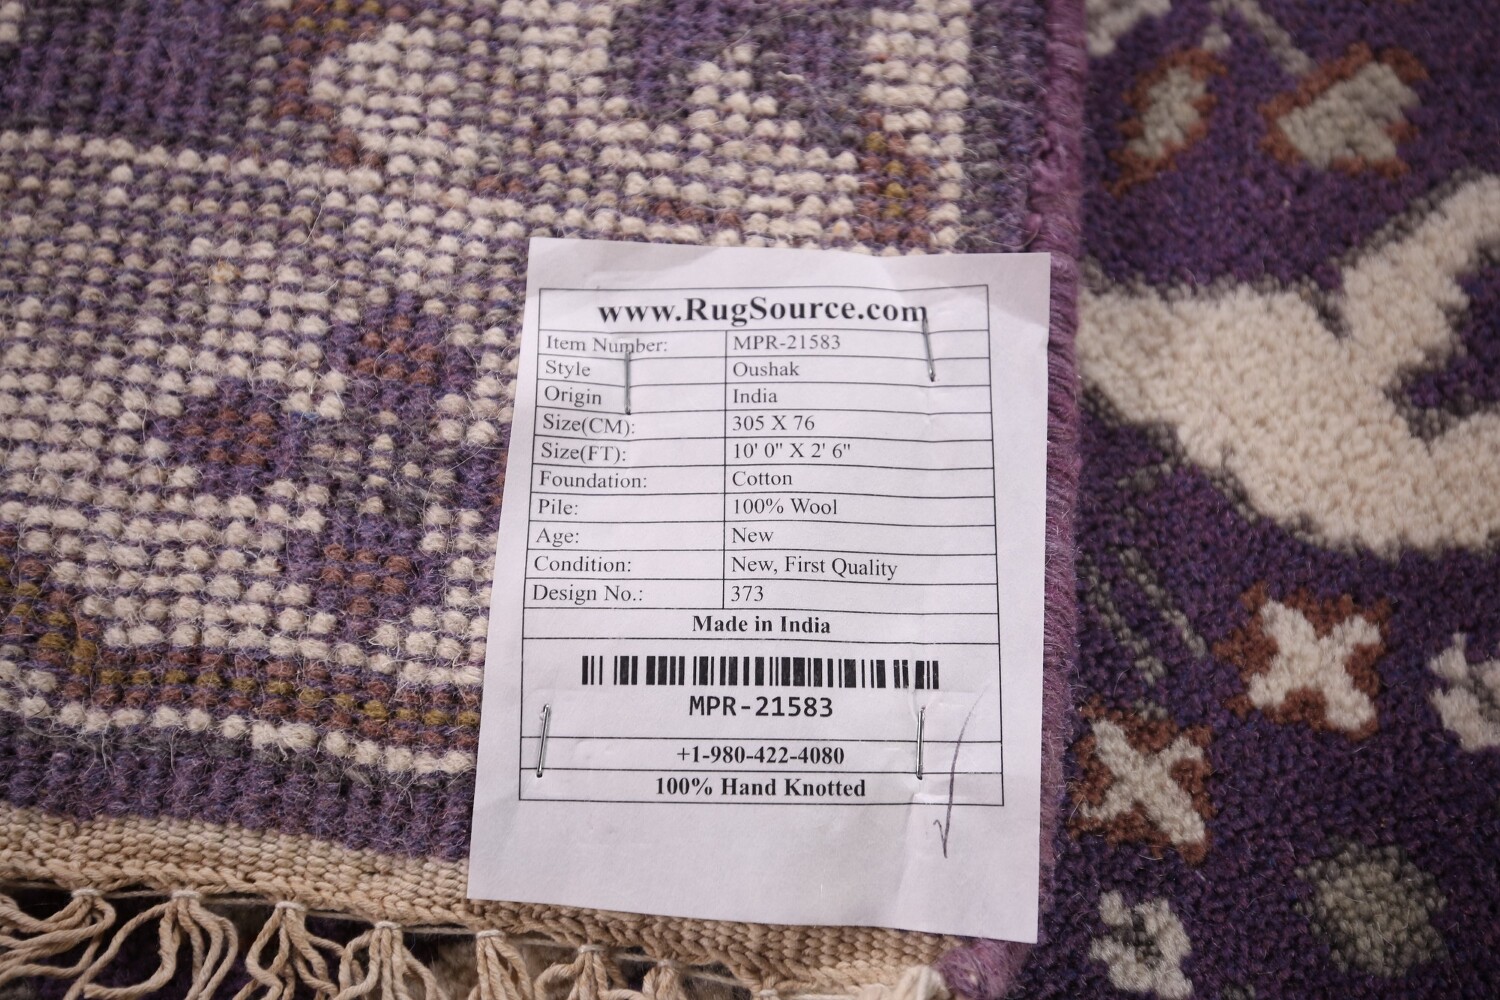 www.RugSource.com
Item Number: MPR-21583
Style Oushak
Origin India
Size(CM): 305 X 76
Size(FT): 10' 0" X 2' 6"
Foundation: Cotton
Pile: 100% Wool
Age: New
Condition: New, First Quality
Design No.: 373
Made in India
MPR-21583
+1-980-422-4080
100% Hand Knotted